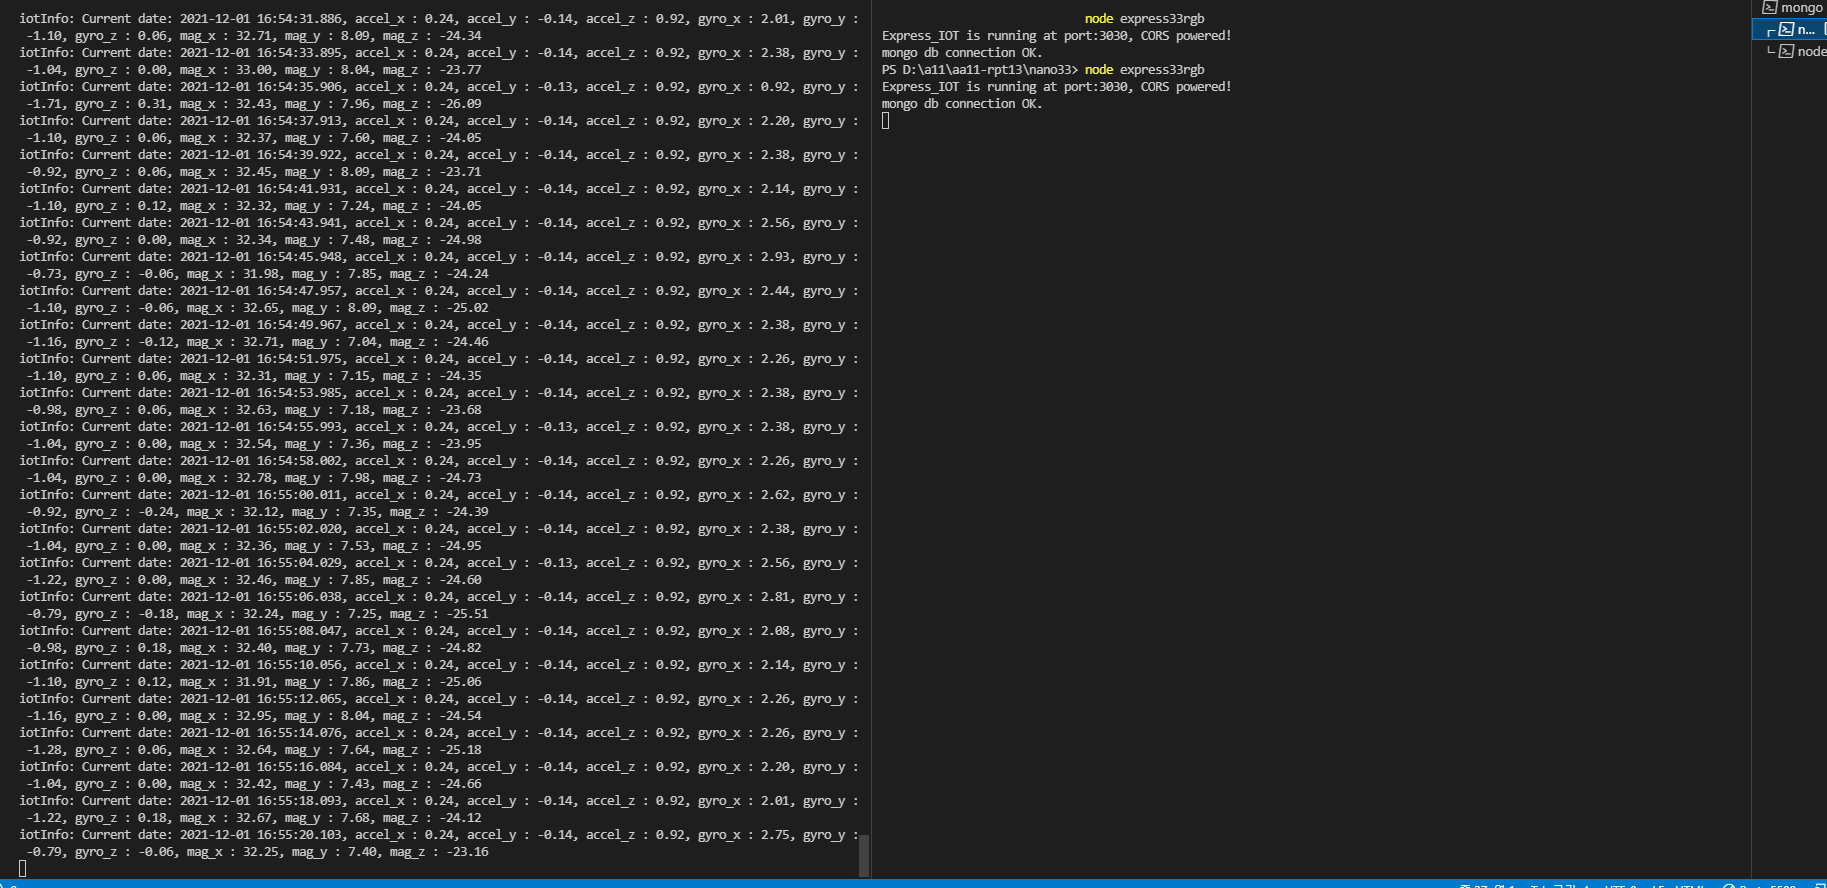 iotInfo: Current date: 2021-12-01 16:54:31.886, accel_x : 0.24, accel_y : -0.14, accel_z : 0.92, gyro_x : 2.01, gyro_y :
-1.10, gyro_z : 0.06, mag_x : 32.71, mag_y : 8.09, mag_z : -24.34
iotInfo: Current date: 2021-12-01 16:54:33.895, accel_x : 0.24, accel_y : -0.14, accel_z : 0.92, gyro_x : 2.38, gyro_y :
-1.04, gyro_z : 0.00, mag_x : 33.00, mag_y : 8.04, mag_z : -23.77
iotInfo: Current date: 2021-12-01 16:54:35.906, accel_x : 0.24, accel_y : -0.13, accel_z : 0.92, gyro_x : 0.92, gyro_y :
-1.71, gyro_z : 0.31, mag_x : 32.43, mag_y : 7.96, mag_z : -26.09
iotInfo: Current date: 2021-12-01 16:54:37.913, accel_x : 0.24, accel_y : -0.14, accel_z : 0.92, gyro_x : 2.20, gyro_y :
-1.10, gyro_z : 0.06, mag_x : 32.37, mag_y : 7.60, mag_z : -24.05
iotInfo: Current date: 2021-12-01 16:54:39.922, accel_x : 0.24, accel_y : -0.14, accel_z : 0.92, gyro_x : 2.38, gyro_y :
-0.92, gyro_z : 0.06, mag_x : 32.45, mag_y : 8.09, mag_z : -23.71
iotInfo: Current date: 2021-12-01 16:54:41.931, accel_x : 0.24, accel_y : -0.14, accel_z : 0.92, gyro_x : 2.14, gyro_y :
-1.10, gyro_z : 0.12, mag_x : 32.32, mag_y : 7.24, mag_z : -24.05
iotInfo: Current date: 2021-12-01 16:54:43.941, accel_x : 0.24, accel_y : -0.14, accel_z : 0.92, gyro_x : 2.56, gyro_y :
-0.92, gyro_z : 0.00, mag_x : 32.34, mag_y : 7.48, mag_z : -24.98
iotInfo: Current date: 2021-12-01 16:54:45.948, accel_x : 0.24, accel_y : -0.14, accel_z : 0.92, gyro_x : 2.93, gyro_y :
-0.73, gyro_z : -0.06, mag_x : 31.98, mag_y : 7.85, mag_z : -24.24
iotInfo: Current date: 2021-12-01 16:54:47.957, accel_x : 0.24, accel_y : -0.14, accel_z : 0.92, gyro_x : 2.44, gyro_y :
-1.10, gyro_z : -0.06, mag_x : 32.65, mag_y : 8.09, mag_z : -25.02
iotInfo: Current date: 2021-12-01 16:54:49.967, accel_x : 0.24, accel_y : -0.14, accel_z : 0.92, gyro_x : 2.38, gyro_y :
-1.16, gyro_z : -0.12, mag_x : 32.71, mag_y : 7.04, mag_z : -24.46
iotInfo: Current date: 2021-12-01 16:54:51.975, accel_x : 0.24, accel_y : -0.14, accel_z : 0.92, gyro_x : 2.26, gyro_y :
-1.10, gyro_z : 0.06, mag_x : 32.31, mag_y : 7.15, mag_z : -24.35
iotInfo: Current date: 2021-12-01 16:54:53.985, accel_x : 0.24, accel_y : -0.14, accel_z : 0.92, gyro_x : 2.38, gyro_y :
-0.98, gyro_z : 0.06, mag_x : 32.63, mag_y : 7.18, mag_z : -23.68
iotInfo: Current date: 2021-12-01 16:54:55.993, accel_x : 0.24, accel_y : -0.13, accel_z : 0.92, gyro_x : 2.38, gyro_y :
-1.04, gyro_z : 0.00, mag_x : 32.54, mag_y : 7.36, mag_z : -23.95
iotInfo: Current date: 2021-12-01 16:54:58.002, accel_x : 0.24, accel_y : -0.14, accel_z : 0.92, gyro_x : 2.26, gyro_y :
-1.04, gyro_z : 0.00, mag_x : 32.78, mag_y : 7.98, mag_z : -24.73
iotInfo: Current date: 2021-12-01 16:55:00.011, accel_x : 0.24, accel_y : -0.14, accel_z : 0.92, gyro_x : 2.62, gyro_y :
-0.92, gyro_z : -0.24, mag_x : 32.12, mag_y : 7.35, mag_z : -24.39
iotInfo: Current date: 2021-12-01 16:55:02.020, accel_x : 0.24, accel_y : -0.14, accel_z : 0.92, gyro_x : 2.38, gyro_y :
-1.04, gyro_z : 0.00, mag_x : 32.36, mag_y : 7.53, mag_z : -24.95
iotInfo: Current date: 2021-12-01 16:55:04.029, accel_x : 0.24, accel_y : -0.13, accel_z : 0.92, gyro_x : 2.56, gyro_y :
-1.22, gyro_z : 0.00, mag_x : 32.46, mag_y : 7.85, mag_z : -24.60
iotInfo: Current date: 2021-12-01 16:55:06.038, accel_x : 0.24, accel_y : -0.14, accel_z : 0.92, gyro_x : 2.81, gyro_y :
-0.79, gyro_z : -0.18, mag_x : 32.24, mag_y : 7.25, mag_z : -25.51
iotInfo: Current date: 2021-12-01 16:55:08.047, accel_x : 0.24, accel_y : -0.14, accel_z : 0.92, gyro_x : 2.08, gyro_y :
-0.98, gyro_z : 0.18, mag_x : 32.40, mag_y : 7.73, mag_z : -24.82
iotInfo: Current date: 2021-12-01 16:55:10.056, accel_x : 0.24, accel_y : -0.14, accel_z : 0.92, gyro_x : 2.14, gyro_y :
-1.10, gyro_z : 0.12, mag_x : 31.91, mag_y : 7.86, mag_z : -25.06
iotInfo: Current date: 2021-12-01 16:55:12.065, accel_x : 0.24, accel_y : -0.14, accel_z : 0.92, gyro_x : 2.26, gyro_y :
-1.16, gyro_z : 0.00, mag_x : 32.95, mag_y : 8.04, mag_z : -24.54
iotInfo: Current date: 2021-12-01 16:55:14.076, accel_x : 0.24, accel_y : -0.14, accel_z : 0.92, gyro_x : 2.26, gyro_y :
-1.28, gyro_z : 0.06, mag_x : 32.64, mag_y : 7.64, mag_z : -25.18
iotInfo: Current date: 2021-12-01 16:55:16.084, accel_x : 0.24, accel_y : -0.14, accel_z : 0.92, gyro_x : 2.20, gyro_y :
-1.04, gyro_z : 0.00, mag_x : 32.42, mag_y : 7.43, mag_z : -24.66
iotInfo: Current date: 2021-12-01 16:55:18.093, accel_x : 0.24, accel_y : -0.14, accel_z : 0.92, gyro_x : 2.01, gyro_y :
-1.22, gyro_z : 0.18, mag_x : 32.67, mag_y : 7.68, mag_z : -24.12
iotInfo: Current date: 2021-12-01 16:55:20.103, accel_x : 0.24, accel_y : -0.14, accel_z : 0.92, gyro_x : 2.75, gyro_y :
-0.79, gyro_z : -0.06, mag_x : 32.25, mag_y : 7.40, mag_z : -23.16
node express33rgb
Express_IOT is running at port:3030, CORS powered!
mongo db connection OK.
PS D:\a11\aa11-rpt13\nano33> node express33rgb
Express_IOT is running at port:3030, CORS powered!
mongo db connection OK.
mongo
n...
node